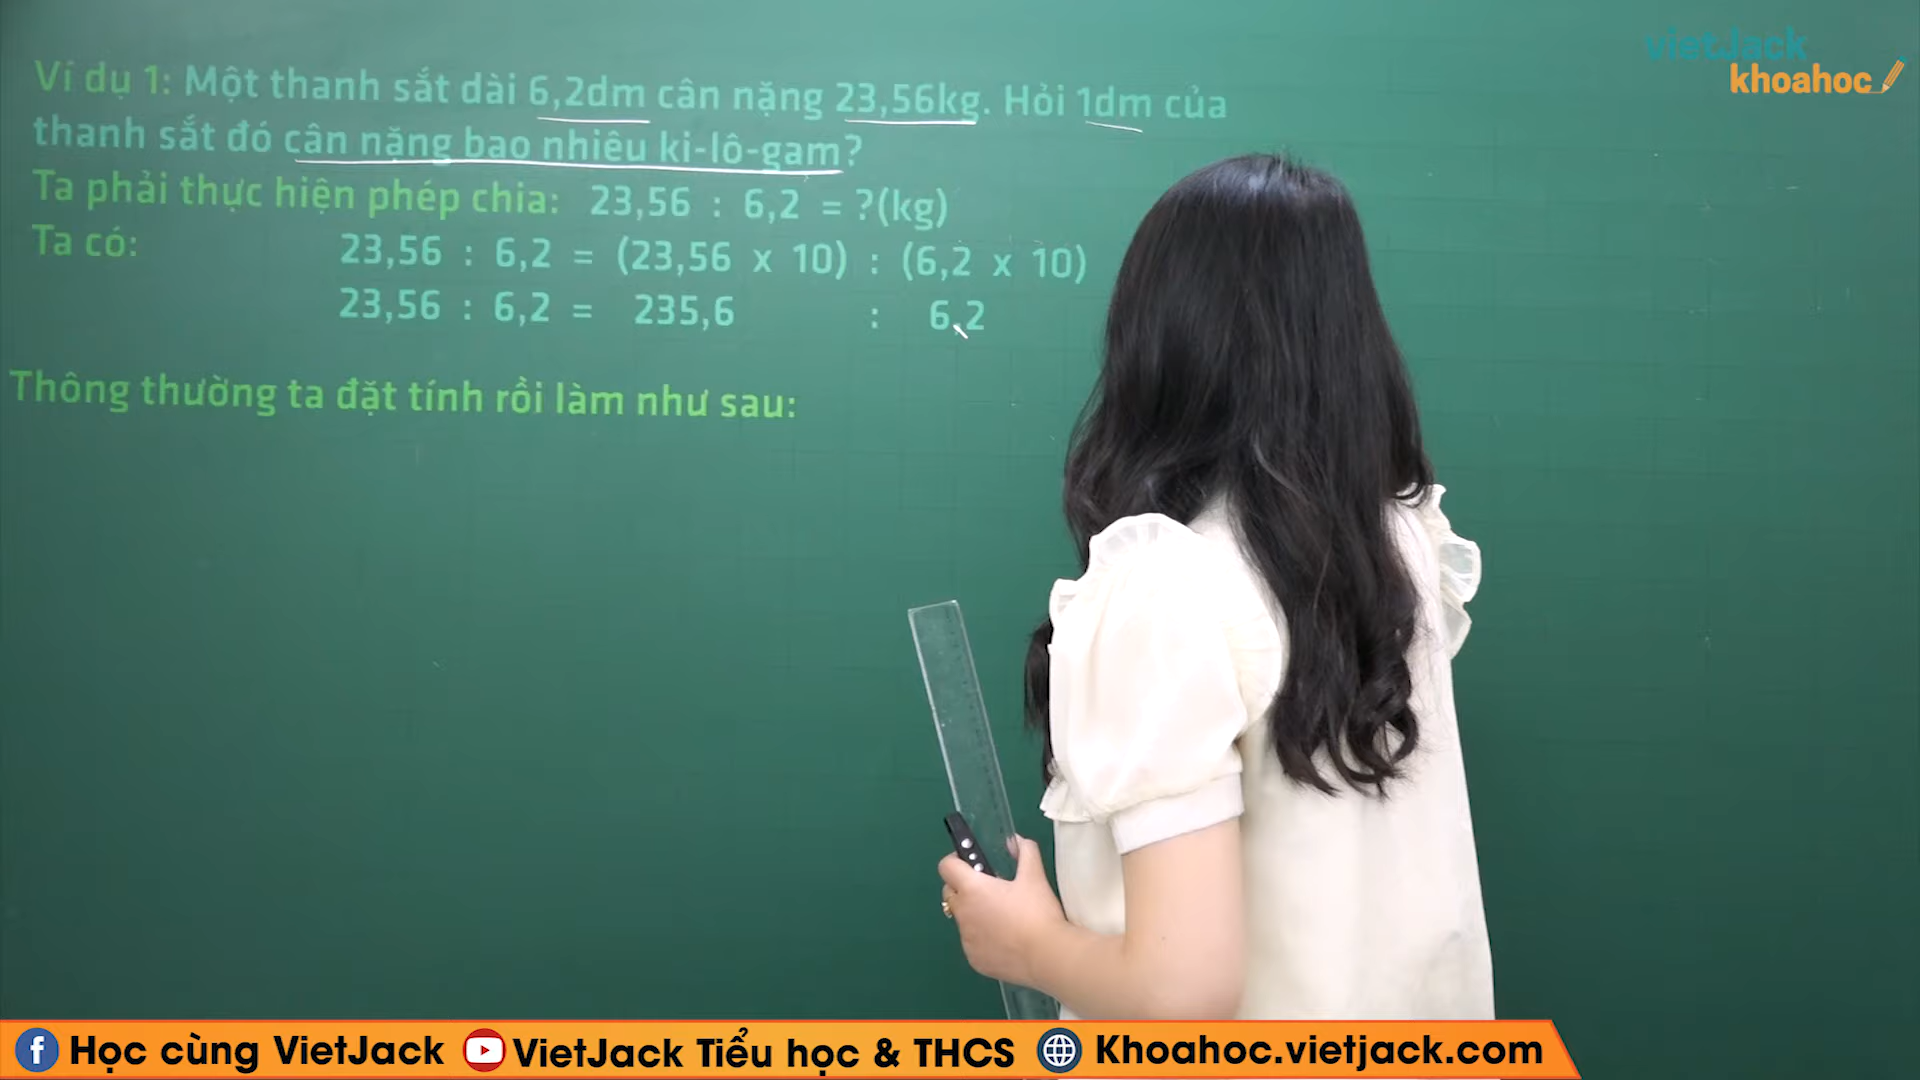 vietJack
khoahoc
Ví dụ 1: Một thanh sắt dài 6,2dm cân nặng 23,56kg. Hỏi 1dm của
thanh sắt đó cân nặng bao nhiêu ki-lô-gam?
Ta phải thực hiện phép chia: 23,56 : 6,2 = ?(kg)
Ta có: 23,56 : 6,2 = (23,56 x 10) : (6,2 x 10)
23,56 : 6,2 = 235,6 : 6,2
Thông thường ta đặt tính rồi làm như sau:
Học cùng VietJack VietJack Tiểu học & THCS Khoahoc.vietjack.com